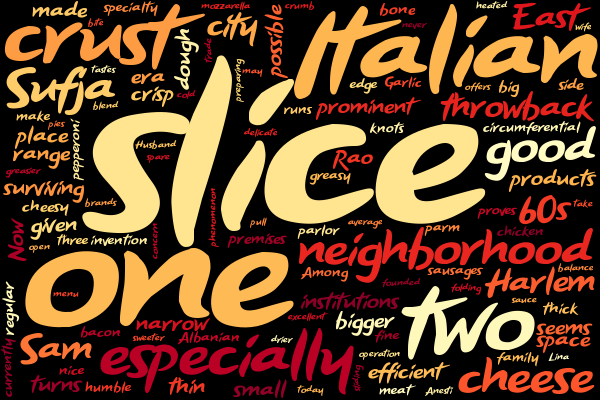 made
specialty
mozzarella
crumb
crust
bite
city
possible
Italian
bone
never
heated
East
wife
Sufja
tastes
era
crisp
dough
cold
trade
preparing
may
edge
Garlic
offers
big
side
blend
make
pies
place
range
pepperoni
slice
runs
prominent
throwback
knots
circumferential
good
Husband
spare
delicate
Rao
greasy
greasier
surviving
products
cheesy
brands
phenomenon
pull
average
proves
60s
take
Now
given
open
three
invention
concern
premises
parlor
parm
chicken
neighborhood
balance
Among
sausages
Harlem
one
menu
founded
folding
institutions
excellent
two
sauce
thick
regular
bacon
narrow
sweeter
Albanian
drier
bigger
fine
seems
space
Sam
especially
sliding
operation
family
Lina
currently
nice
turns
humble
thin
small
today
efficient
meat
Anesti
cheese